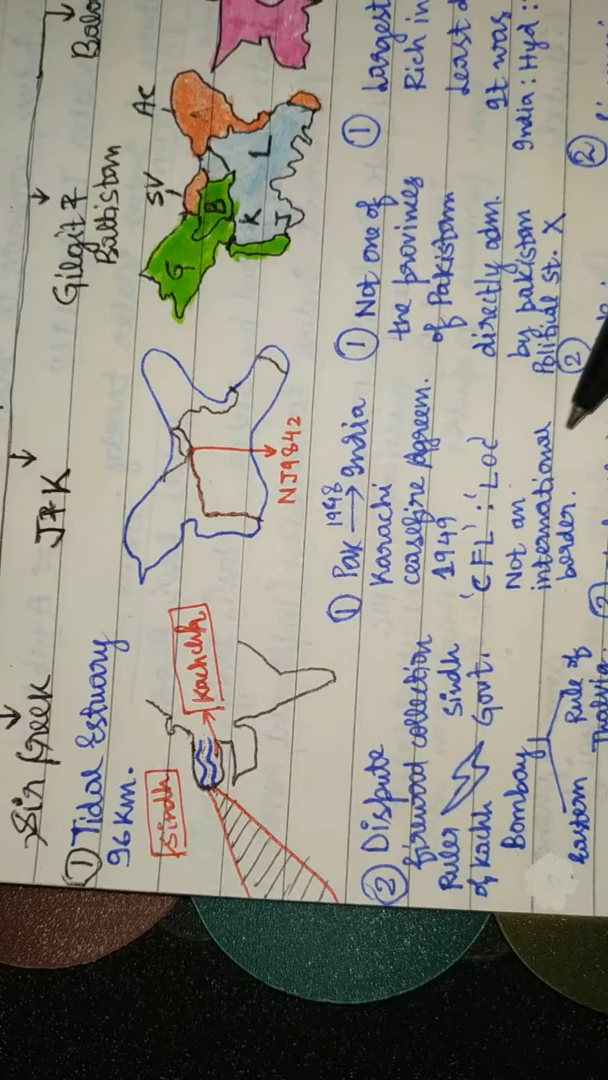 Sir Creek
① Tidal Estuary
96 km.
Sindh
Kachchh
② Dispute
firewood collection
Ruler Sindh
of Kachh Govt.
Bombay
Eastern Rule of
Thalweg.
J&K
NJ9842
① Pak 1948 → India
Karachi
ceasefire Agreem.
1949
'CFL' : LOC
Not an
international
border.
②
Gilgit &
Baltistan
SV
AC
G
B
K
L
J
① Not one of
the provinces
of Pakistan
directly adm.
by pakistan
Political St. X
②
Balo
① Largest
Rich in
Least d
It was
India : Hyd :
②